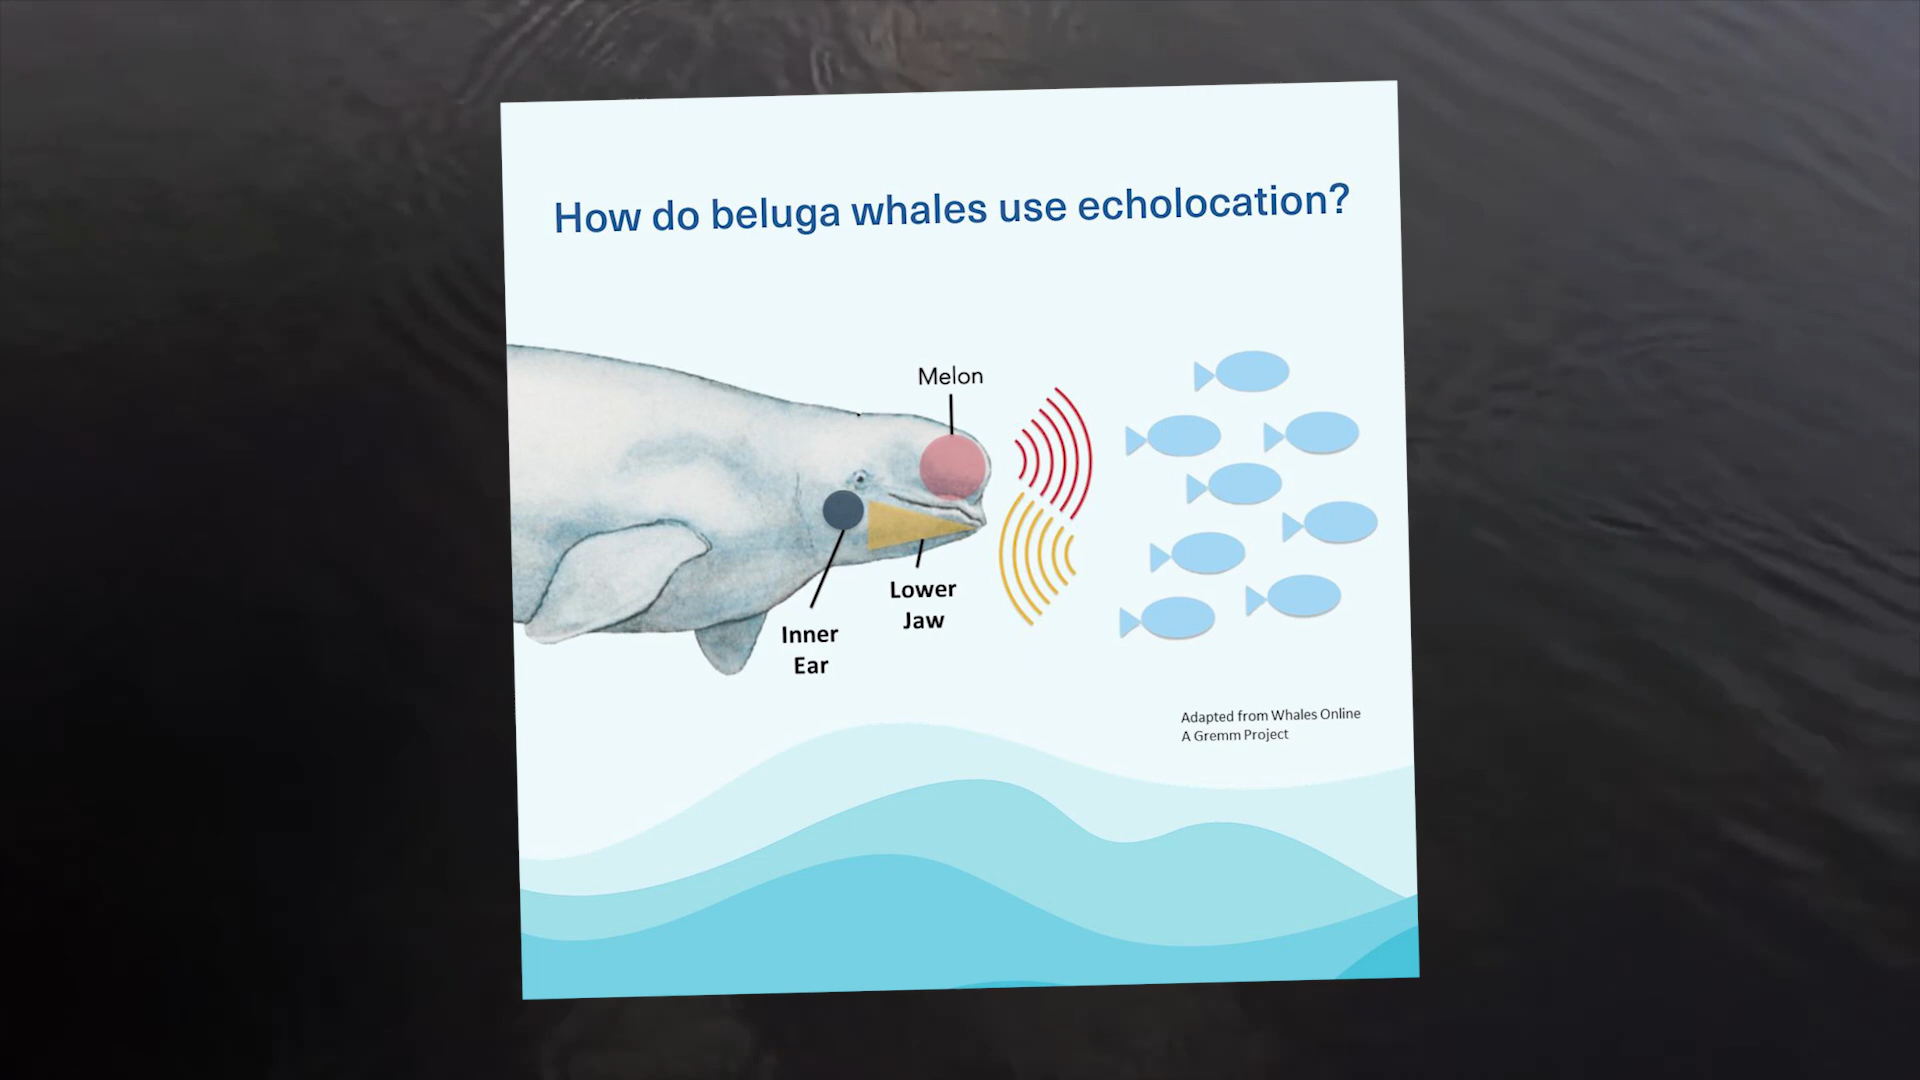 How do beluga whales use echolocation?
Melon
Lower
Jaw
Inner
Ear
Adapted from Whales Online
A Gremm Project